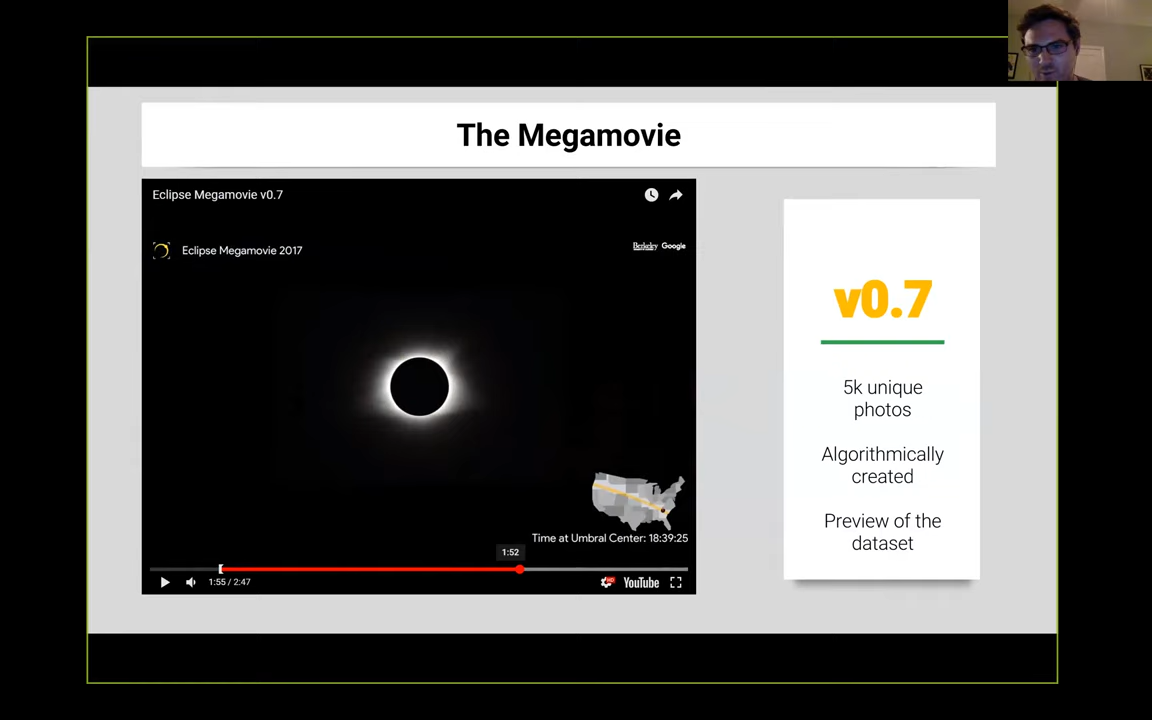 The Megamovie
Eclipse Megamovie v0.7
Eclipse Megamovie 2017
Berkeley Google
Time at Umbral Center: 18:39:25
1:52
1:55 / 2:47
HD
YouTube
v0.7
5k unique
photos
Algorithmically
created
Preview of the
dataset